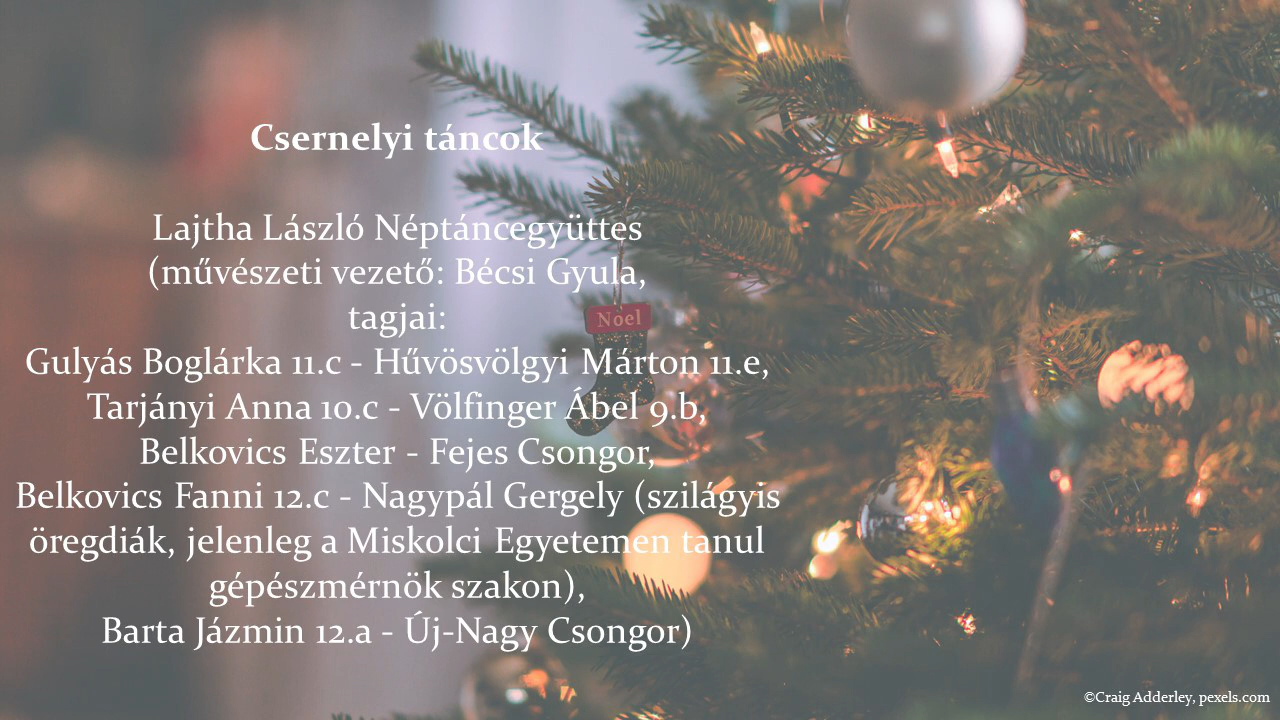 Csernelyi táncok
Lajtha László Néptáncegyüttes
(művészeti vezető: Bécsi Gyula,
tagjai:
Gulyás Boglárka 11.c - Hűvösvölgyi Márton 11.e,
Tarjányi Anna 10.c - Völfinger Ábel 9.b,
Belkovics Eszter - Fejes Csongor,
Belkovics Fanni 12.c - Nagypál Gergely (szilágyis
öregdiák, jelenleg a Miskolci Egyetemen tanul
gépészmérnök szakon),
Barta Jázmin 12.a - Új-Nagy Csongor)
Noel
©Craig Adderley, pexels.com